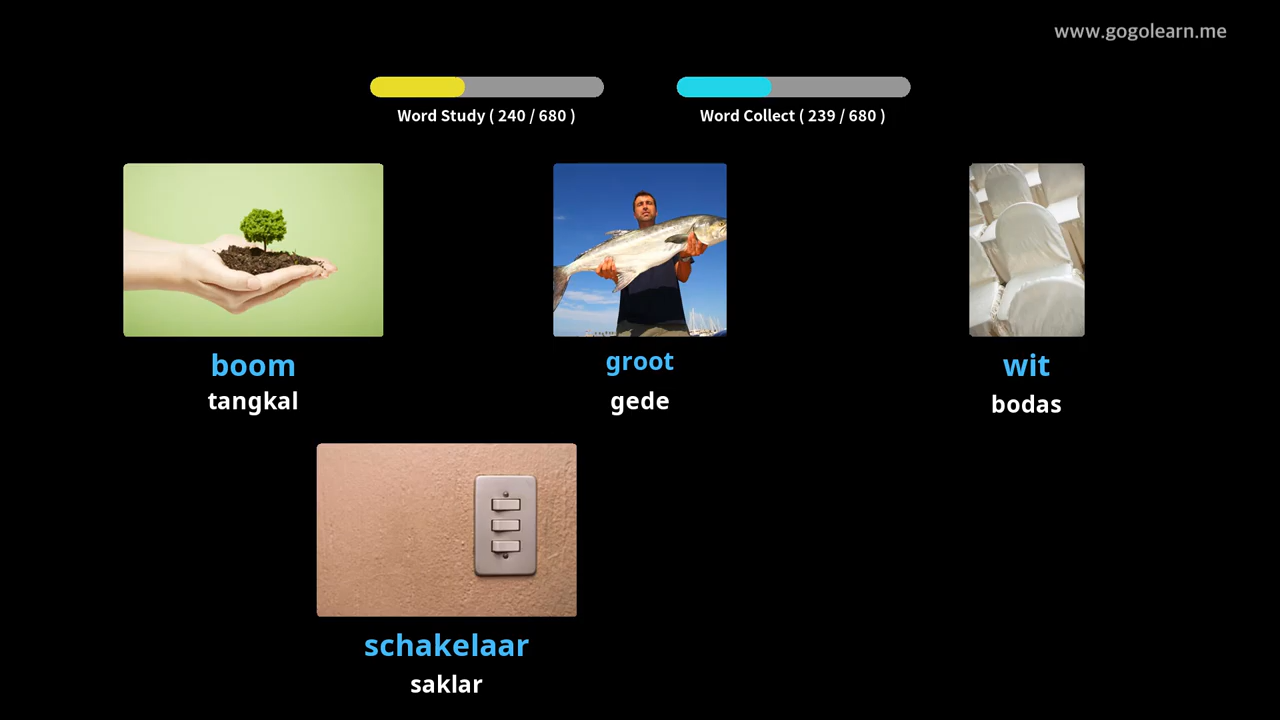 www.gogolearn.me
Word Study ( 240 / 680 )
Word Collect ( 239 / 680 )
boom
tangkal
groot
gede
wit
bodas
schakelaar
saklar